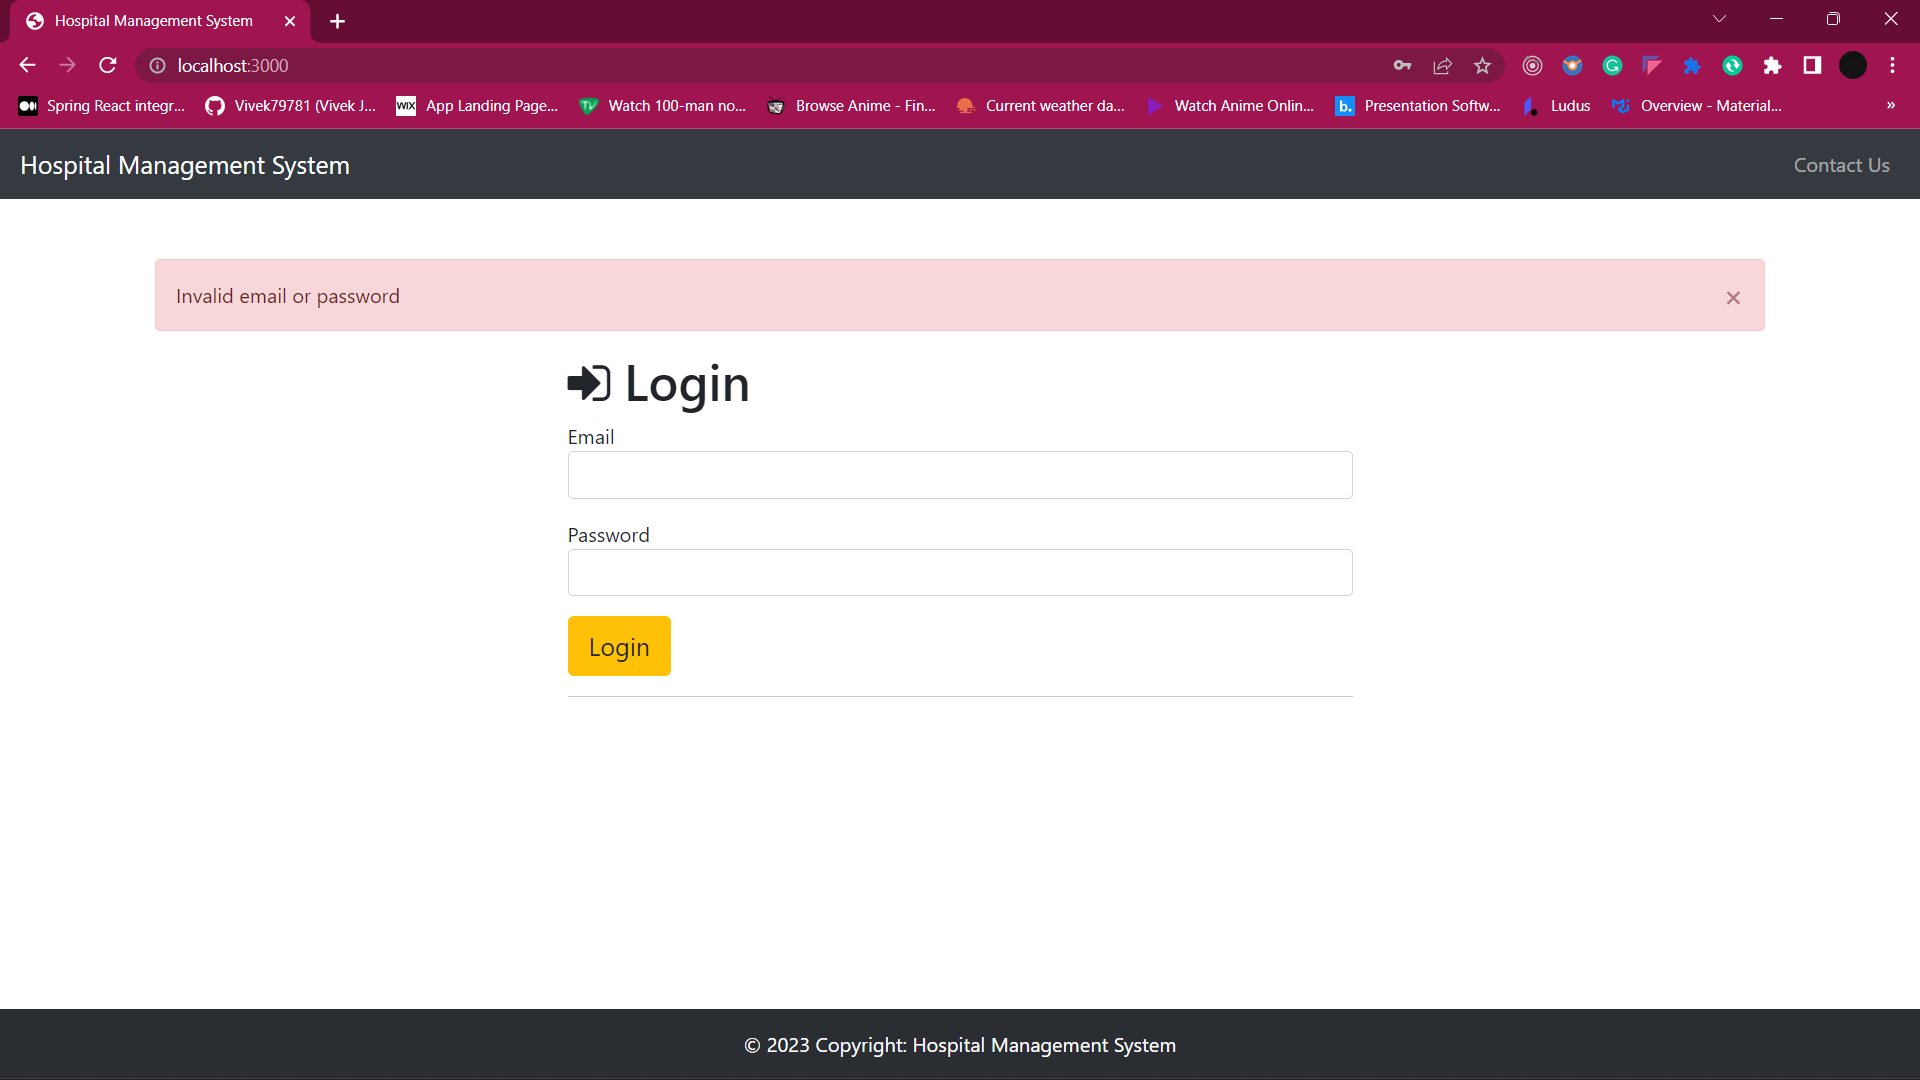 Hospital Management System
localhost:3000
Spring React integr... Vivek79781 (Vivek J... WIX App Landing Page... TV Watch 100-man no... Browse Anime - Fin... Current weather da... Watch Anime Onlin... b. Presentation Softw... Ludus Overview - Material... »
Hospital Management System Contact Us
Invalid email or password ×
Login
Email
Password
Login
© 2023 Copyright: Hospital Management System